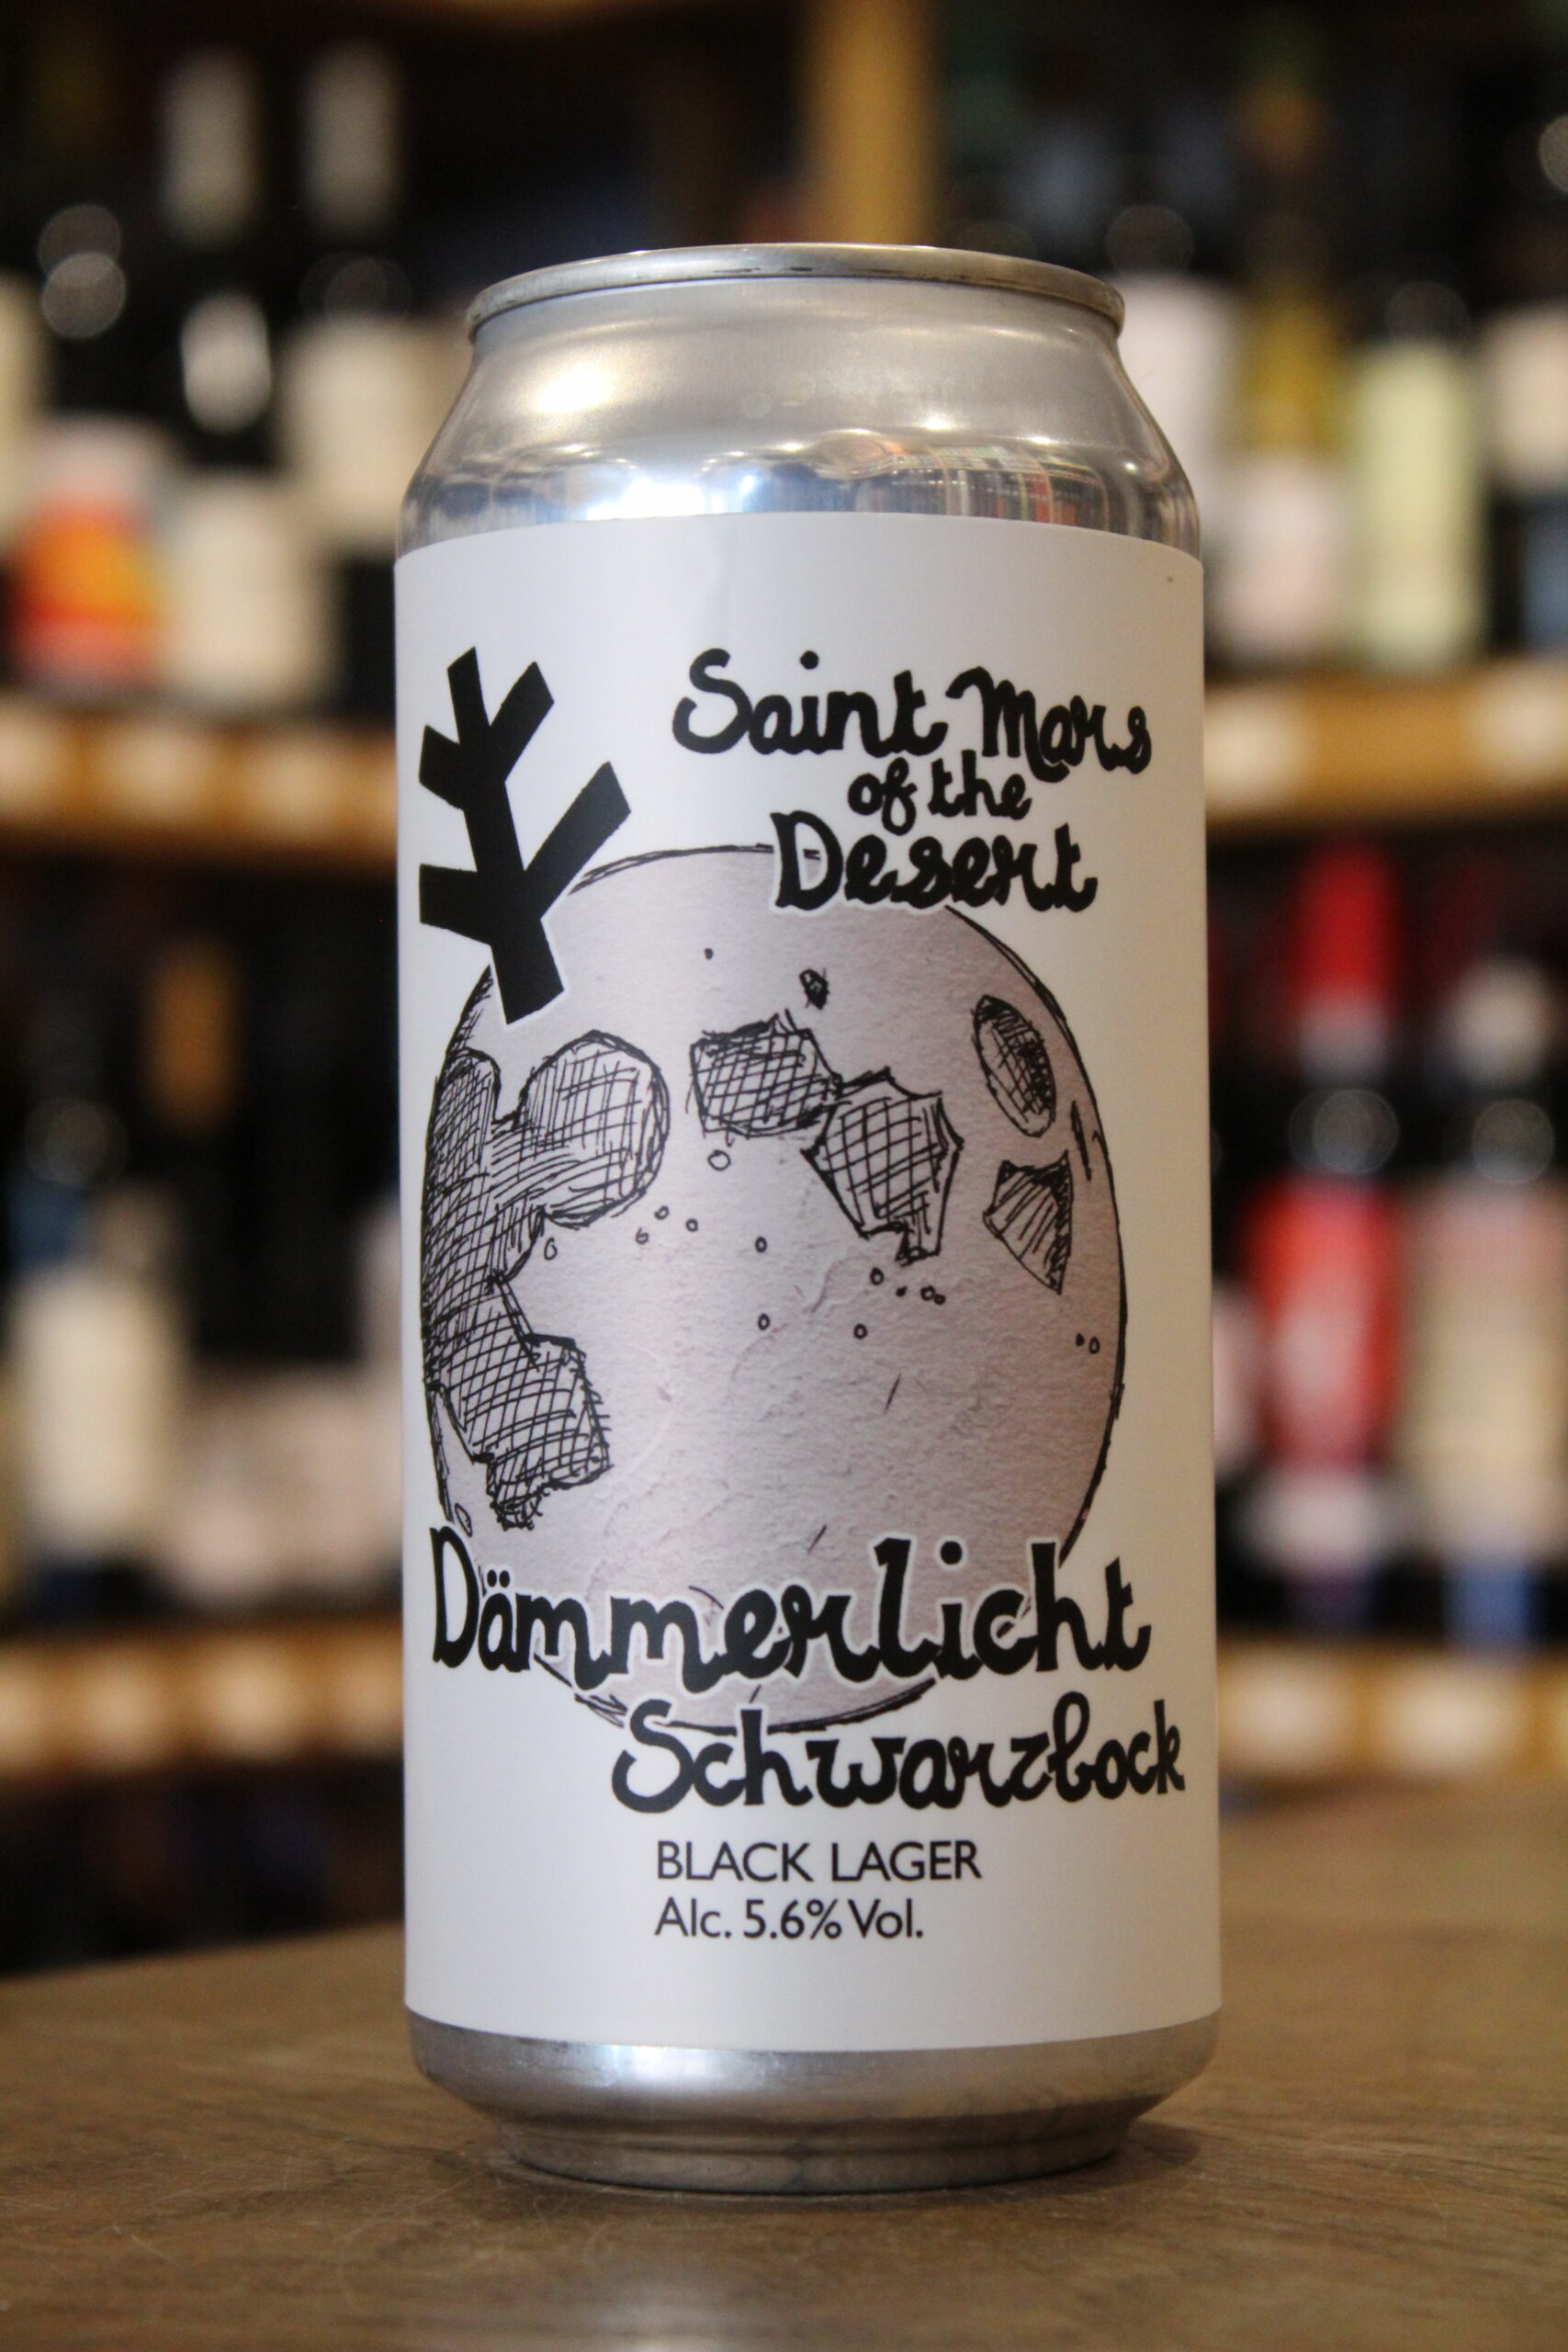 Saint Mars
of the
Desert
Dämmerlicht
Schwarzbock
BLACK LAGER
Alc. 5.6% Vol.